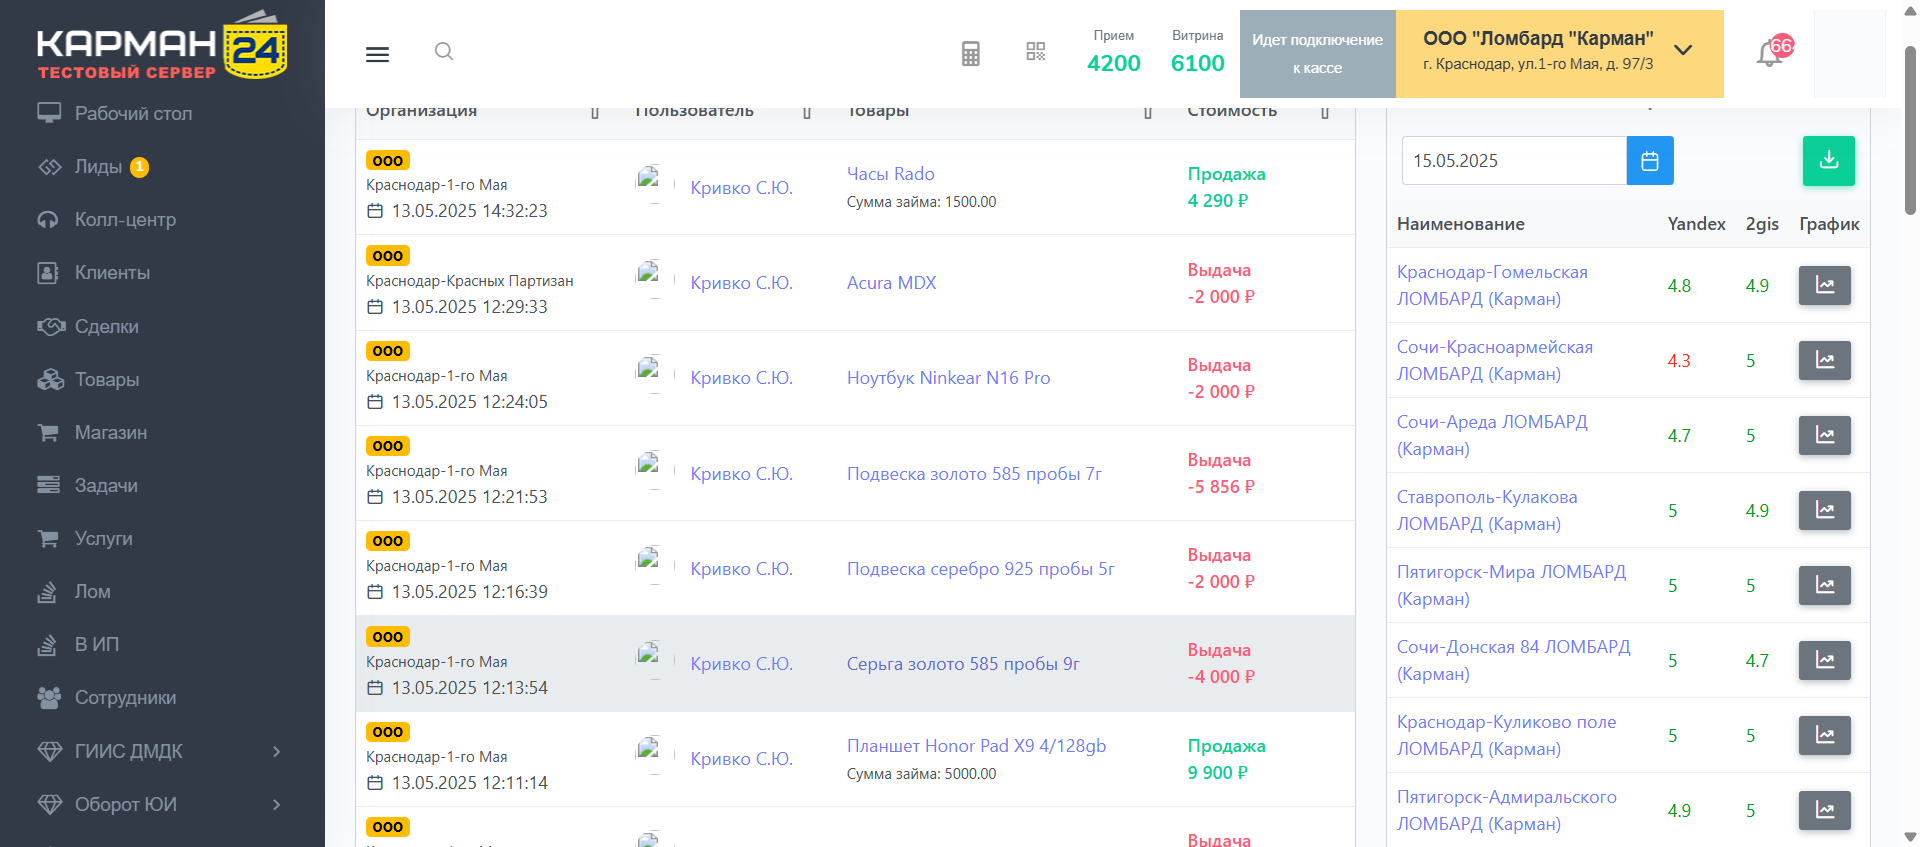 КАРМАН 24
ТЕСТОВЫЙ СЕРВЕР
Рабочий стол
Лиды 1
Колл-центр
Клиенты
Сделки
Товары
Магазин
Задачи
Услуги
Лом
В ИП
Сотрудники
ГИИС ДМДК
Оборот ЮИ
Прием
4200
Витрина
6100
Идет подключение
к кассе
ООО "Ломбард "Карман"
г. Краснодар, ул.1-го Мая, д. 97/3
66
Организация Пользователь Товары Стоимость
ООО
Краснодар-1-го Мая
13.05.2025 14:32:23
Кривко С.Ю.
Часы Rado
Сумма займа: 1500.00
Продажа
4 290 ₽
ООО
Краснодар-Красных Партизан
13.05.2025 12:29:33
Кривко С.Ю.
Acura MDX
Выдача
-2 000 ₽
ООО
Краснодар-1-го Мая
13.05.2025 12:24:05
Кривко С.Ю.
Ноутбук Ninkear N16 Pro
Выдача
-2 000 ₽
ООО
Краснодар-1-го Мая
13.05.2025 12:21:53
Кривко С.Ю.
Подвеска золото 585 пробы 7г
Выдача
-5 856 ₽
ООО
Краснодар-1-го Мая
13.05.2025 12:16:39
Кривко С.Ю.
Подвеска серебро 925 пробы 5г
Выдача
-2 000 ₽
ООО
Краснодар-1-го Мая
13.05.2025 12:13:54
Кривко С.Ю.
Серьга золото 585 пробы 9г
Выдача
-4 000 ₽
ООО
Краснодар-1-го Мая
13.05.2025 12:11:14
Кривко С.Ю.
Планшет Honor Pad X9 4/128gb
Сумма займа: 5000.00
Продажа
9 900 ₽
ООО
Выдача
15.05.2025
Наименование Yandex 2gis График
Краснодар-Гомельская
ЛОМБАРД (Карман)
4.8 4.9
Сочи-Красноармейская
ЛОМБАРД (Карман)
4.3 5
Сочи-Ареда ЛОМБАРД
(Карман)
4.7 5
Ставрополь-Кулакова
ЛОМБАРД (Карман)
5 4.9
Пятигорск-Мира ЛОМБАРД
(Карман)
5 5
Сочи-Донская 84 ЛОМБАРД
(Карман)
5 4.7
Краснодар-Куликово поле
ЛОМБАРД (Карман)
5 5
Пятигорск-Адмиральского
ЛОМБАРД (Карман)
4.9 5